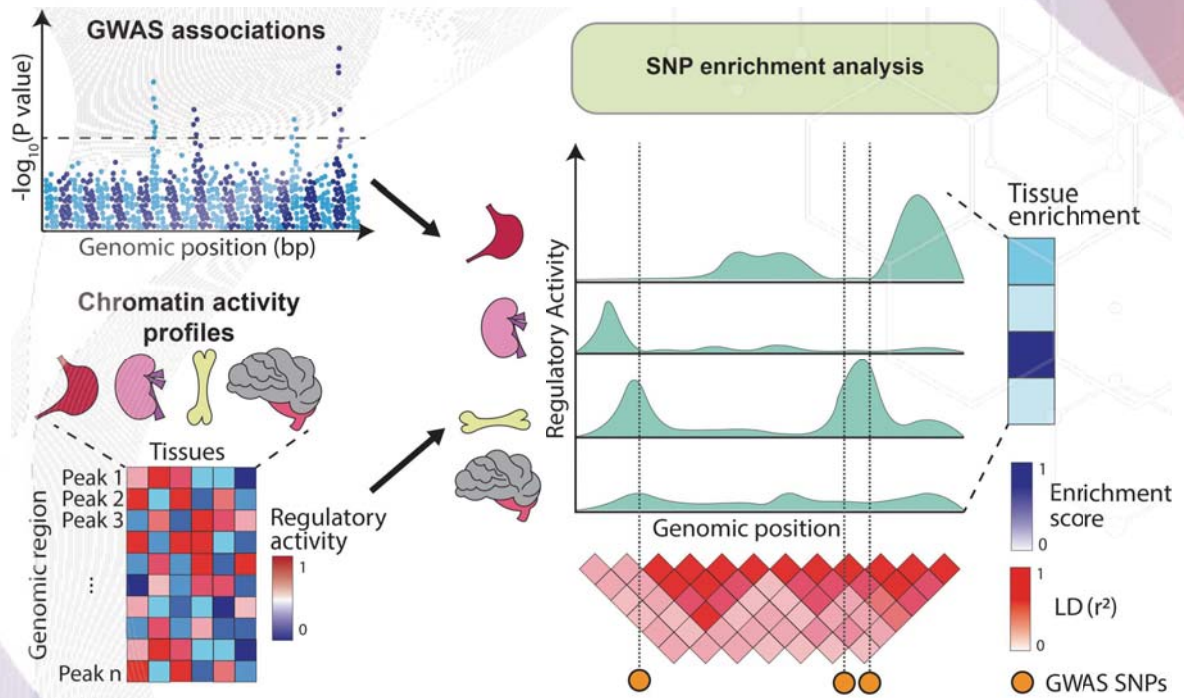 GWAS associations
-log₁₀(P value)
Genomic position (bp)
Chromatin activity
profiles
Tissues
Peak 1
Peak 2
Peak 3
...
Peak n
Genomic region
Regulatory
activity
1
0
SNP enrichment analysis
Regulatory Activity
Genomic position
Tissue
enrichment
1
0
Enrichment
score
1
0
LD (r²)
GWAS SNPs